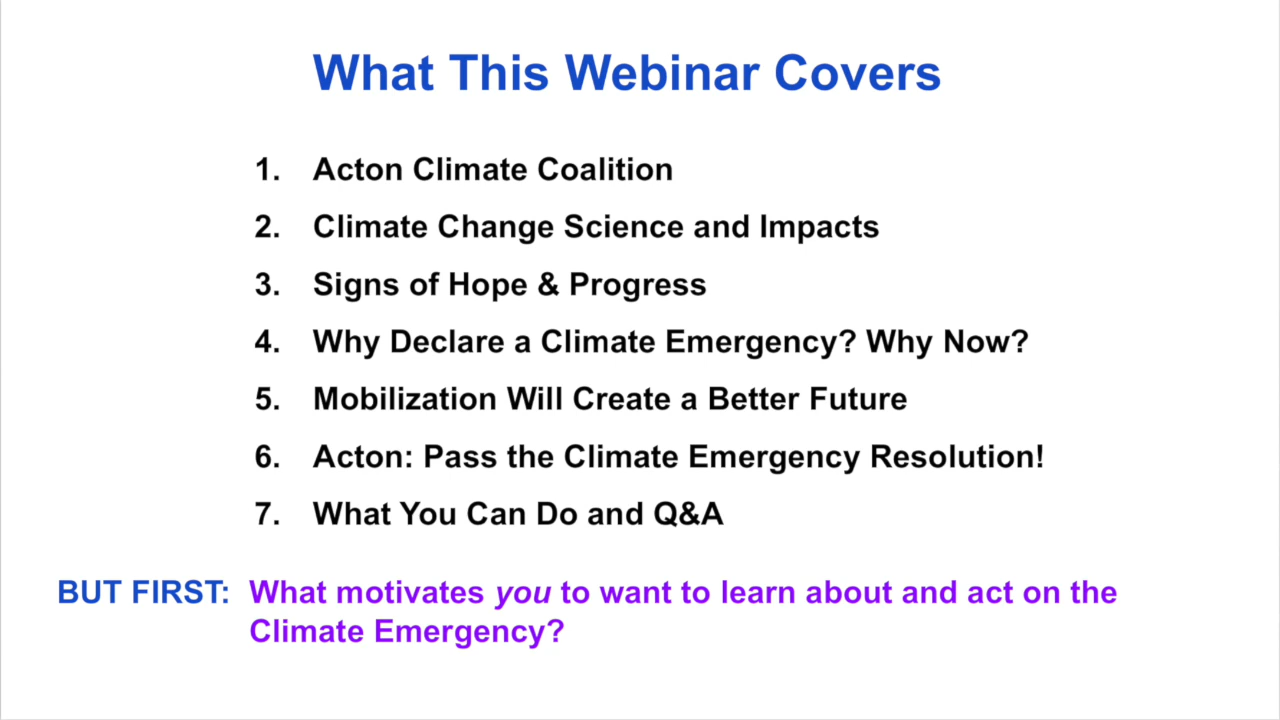 What This Webinar Covers
1. Acton Climate Coalition
2. Climate Change Science and Impacts
3. Signs of Hope & Progress
4. Why Declare a Climate Emergency? Why Now?
5. Mobilization Will Create a Better Future
6. Acton: Pass the Climate Emergency Resolution!
7. What You Can Do and Q&A
BUT FIRST: What motivates you to want to learn about and act on the
Climate Emergency?